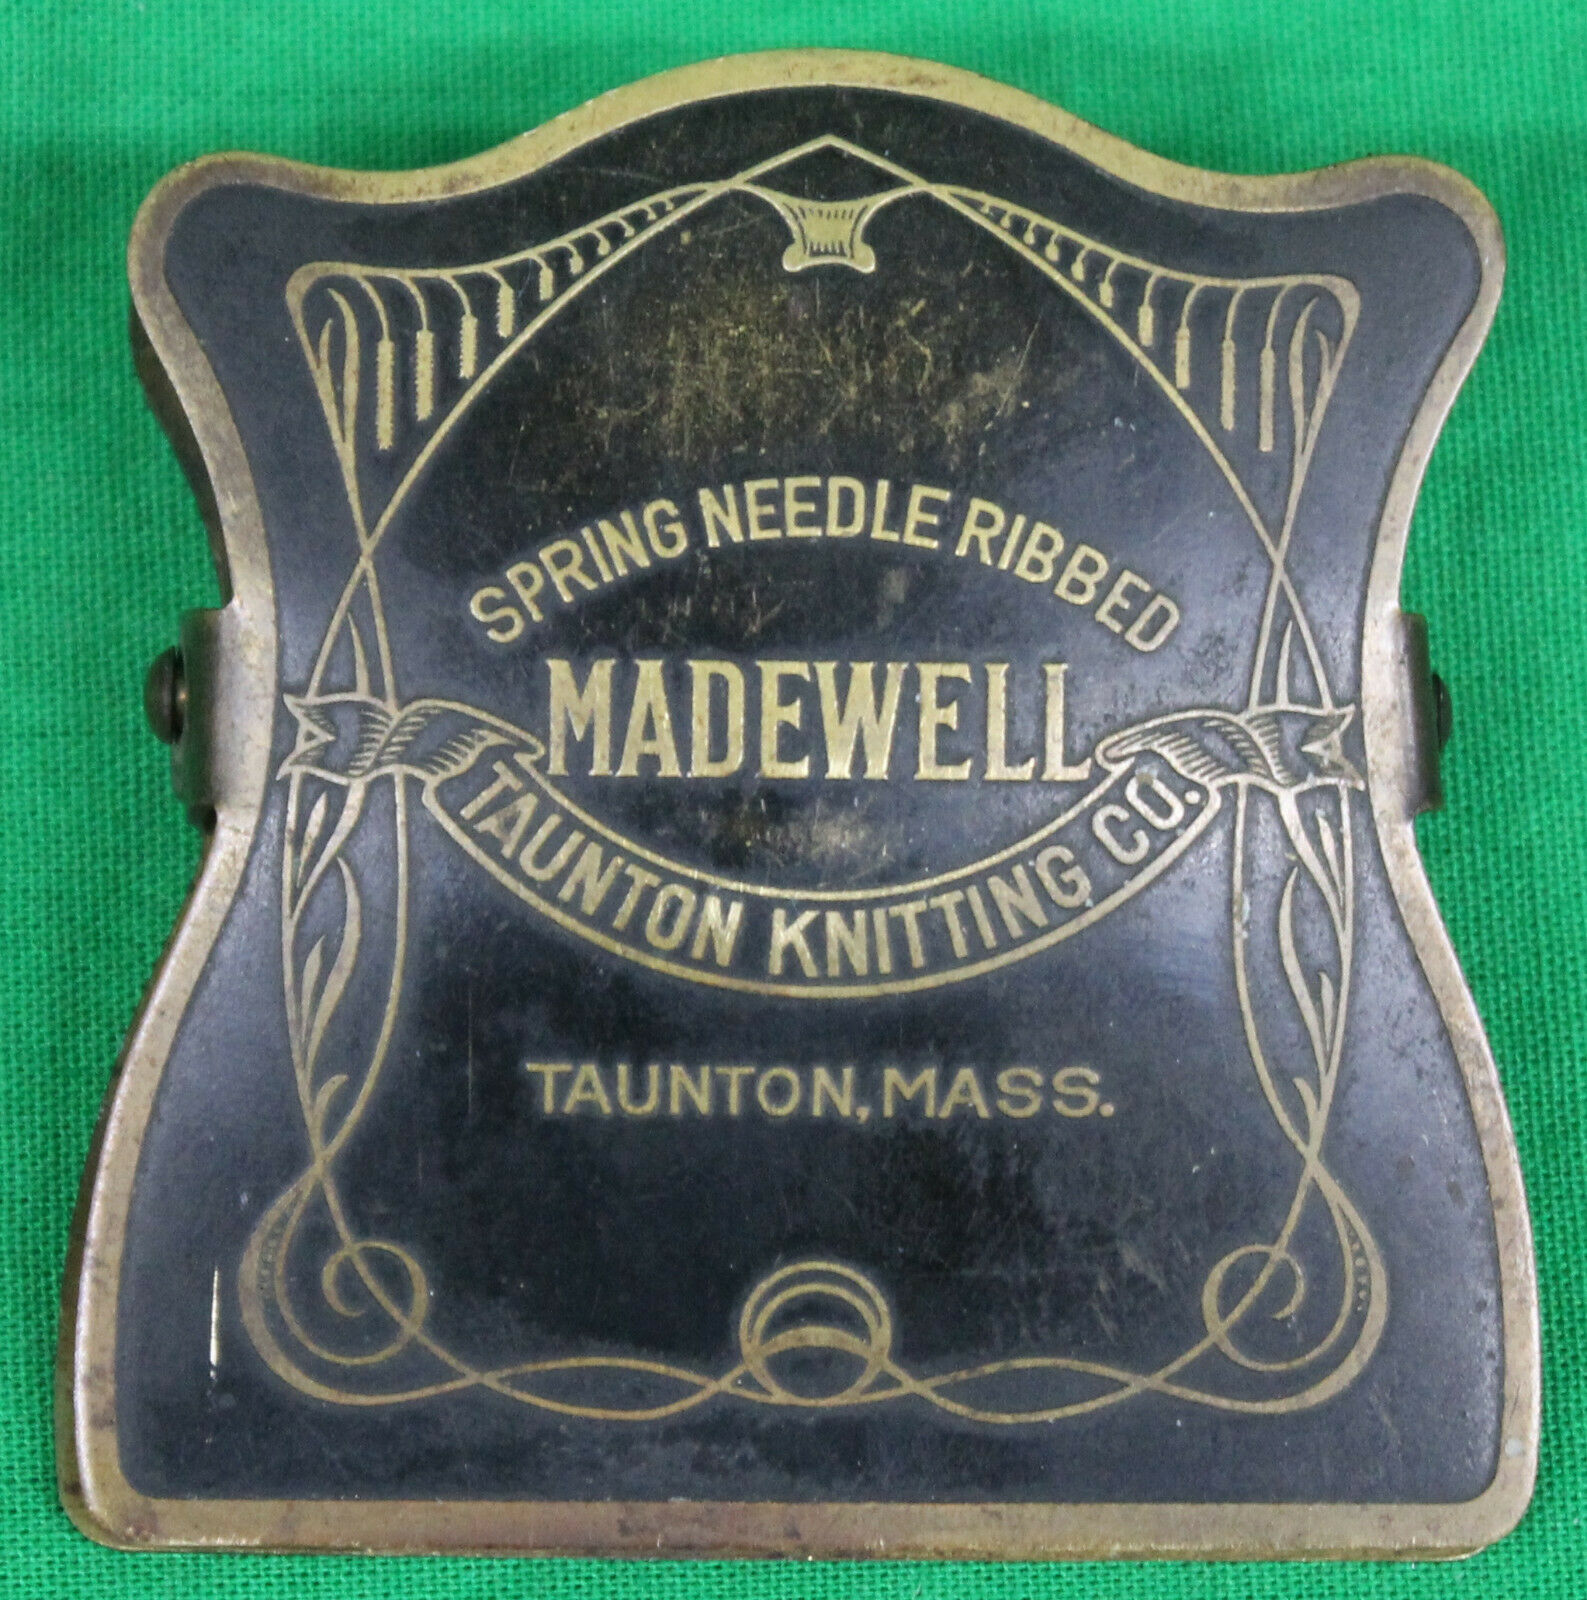 SPRING NEEDLE RIBBED
MADEWELL
TAUNTON KNITTING CO.
TAUNTON, MASS.